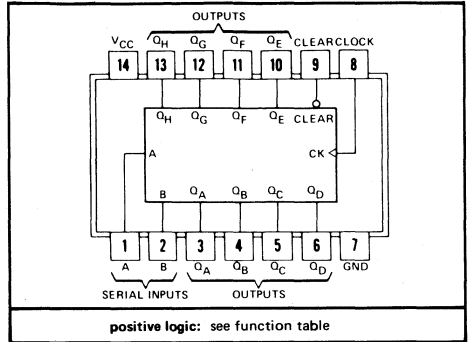 OUTPUTS
VCC QH QG QF QE CLEAR CLOCK
14 13 12 11 10 9 8
QH QG QF QE CLEAR
A CK
B QA QB QC QD
1 2 3 4 5 6 7
A B QA QB QC QD GND
SERIAL INPUTS OUTPUTS
positive logic: see function table